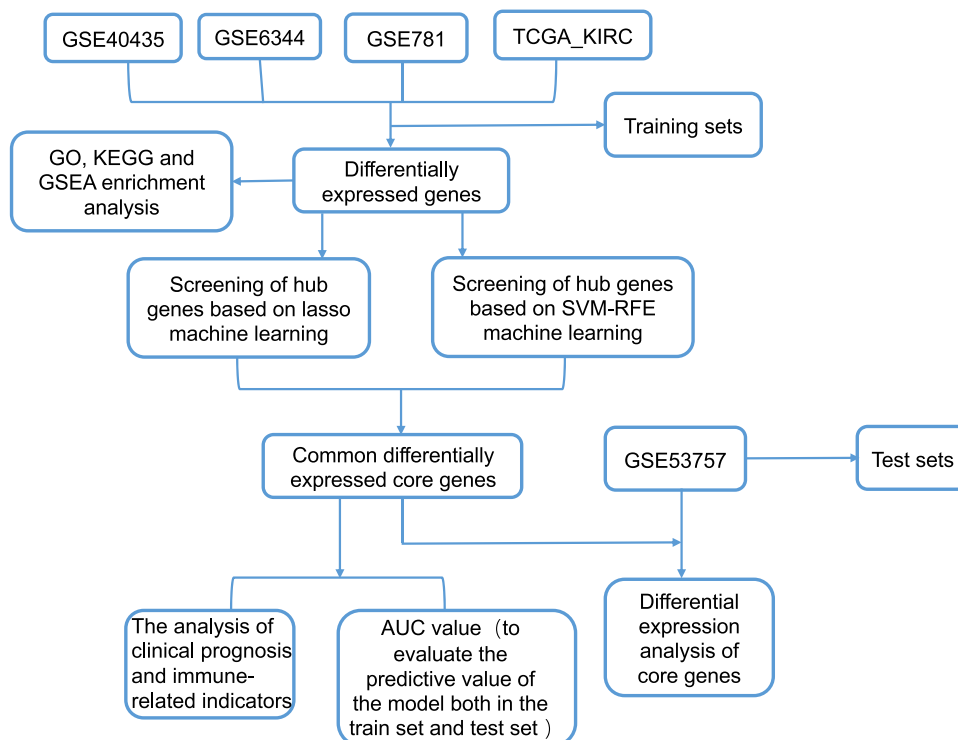 GSE40435
GSE6344
GSE781
TCGA_KIRC
Training sets
GO, KEGG and
GSEA enrichment
analysis
Differentially
expressed genes
Screening of hub
genes based on lasso
machine learning
Screening of hub genes
based on SVM-RFE
machine learning
Common differentially
expressed core genes
GSE53757
Test sets
The analysis of
clinical prognosis
and immune-
related indicators
AUC value（to
evaluate the
predictive value of
the model both in the
train set and test set）
Differential
expression
analysis of
core genes